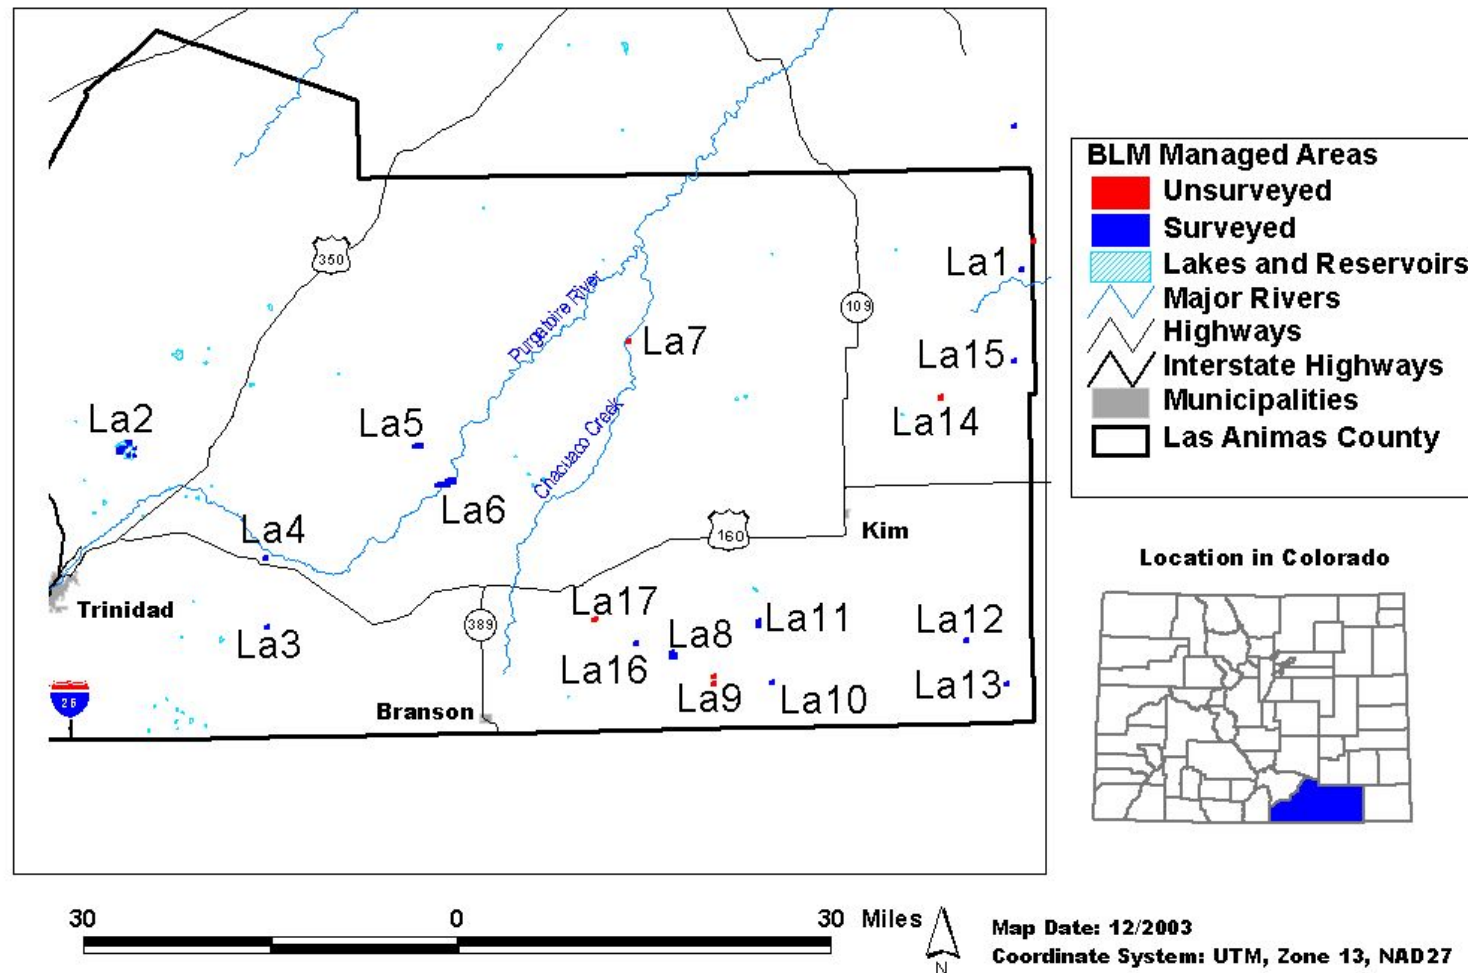 350
Purgatoire River
La1
109
La7
La15
La2
La5
Chacuaco Creek
La14
La6
La4
160
Kim
Trinidad
La17
La11
La12
389
La8
La3
La16
La13
La9
La10
25
Branson
BLM Managed Areas
Unsurveyed
Surveyed
Lakes and Reservoirs
Major Rivers
Highways
Interstate Highways
Municipalities
Las Animas County
Location in Colorado
30 0 30 Miles
N
Map Date: 12/2003
Coordinate System: UTM, Zone 13, NAD27